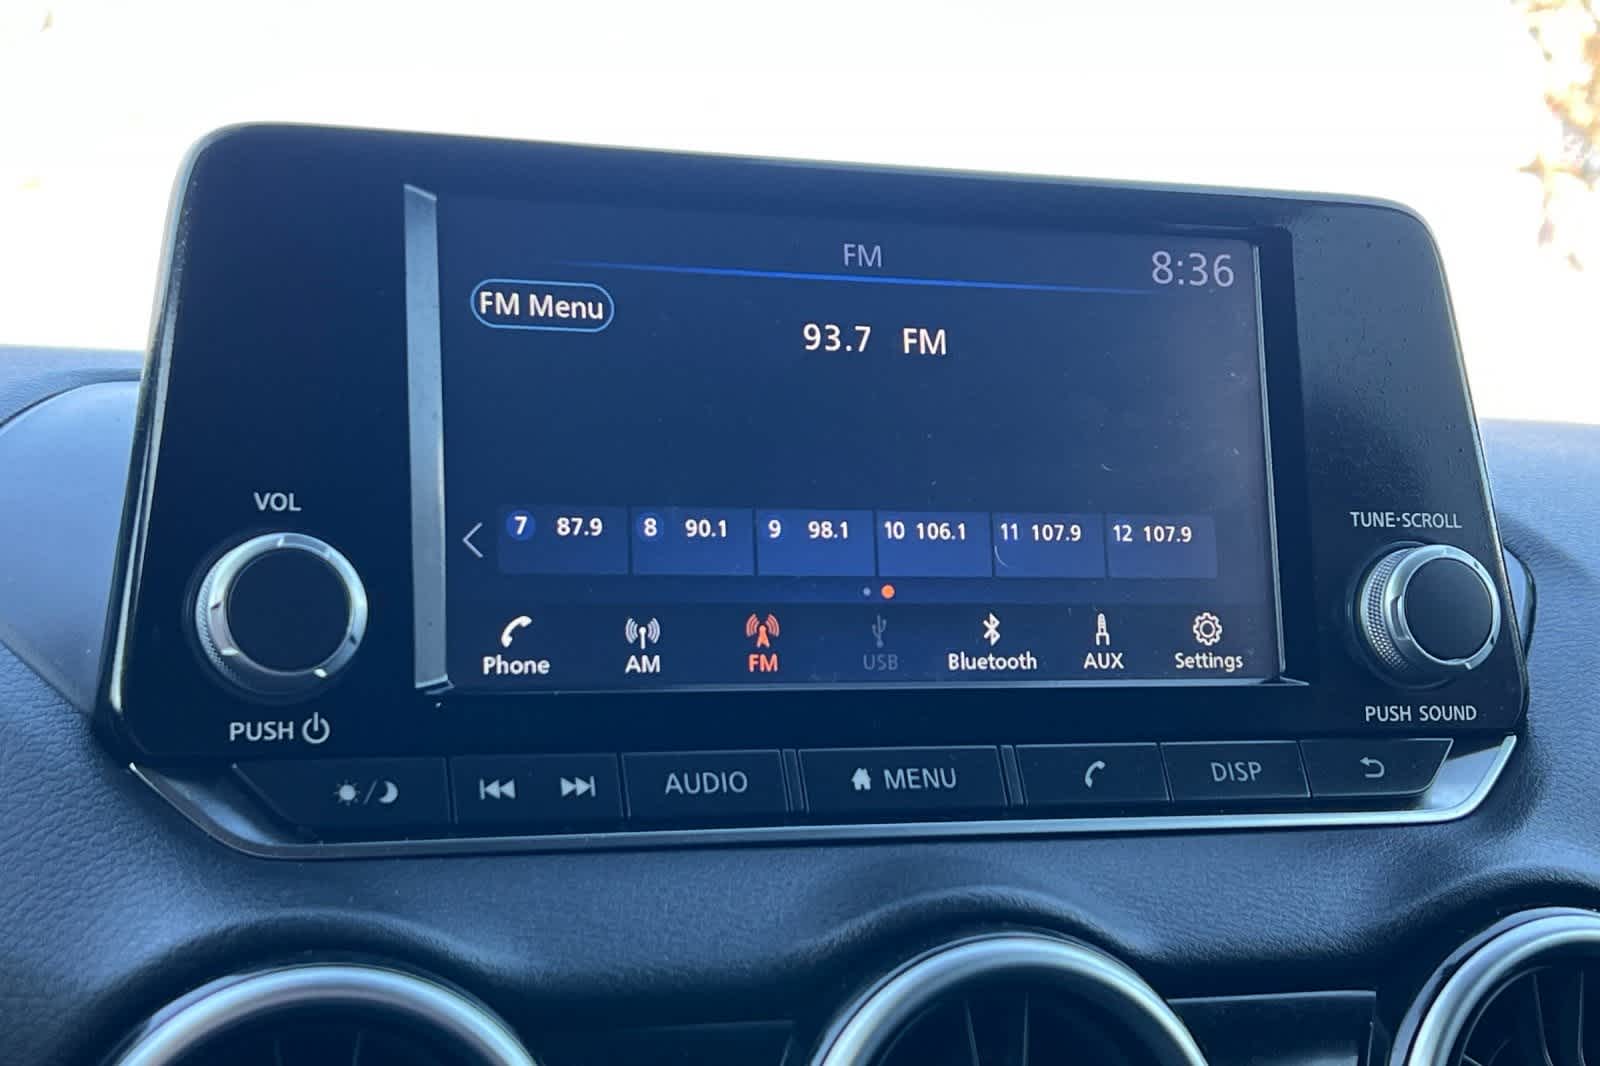 FM
8:36
FM Menu
93.7 FM
7 87.9
8 90.1
9 98.1
10 106.1
11 107.9
12 107.9
Phone
AM
FM
USB
Bluetooth
AUX
Settings
VOL
PUSH
TUNE·SCROLL
PUSH SOUND
AUDIO
MENU
DISP